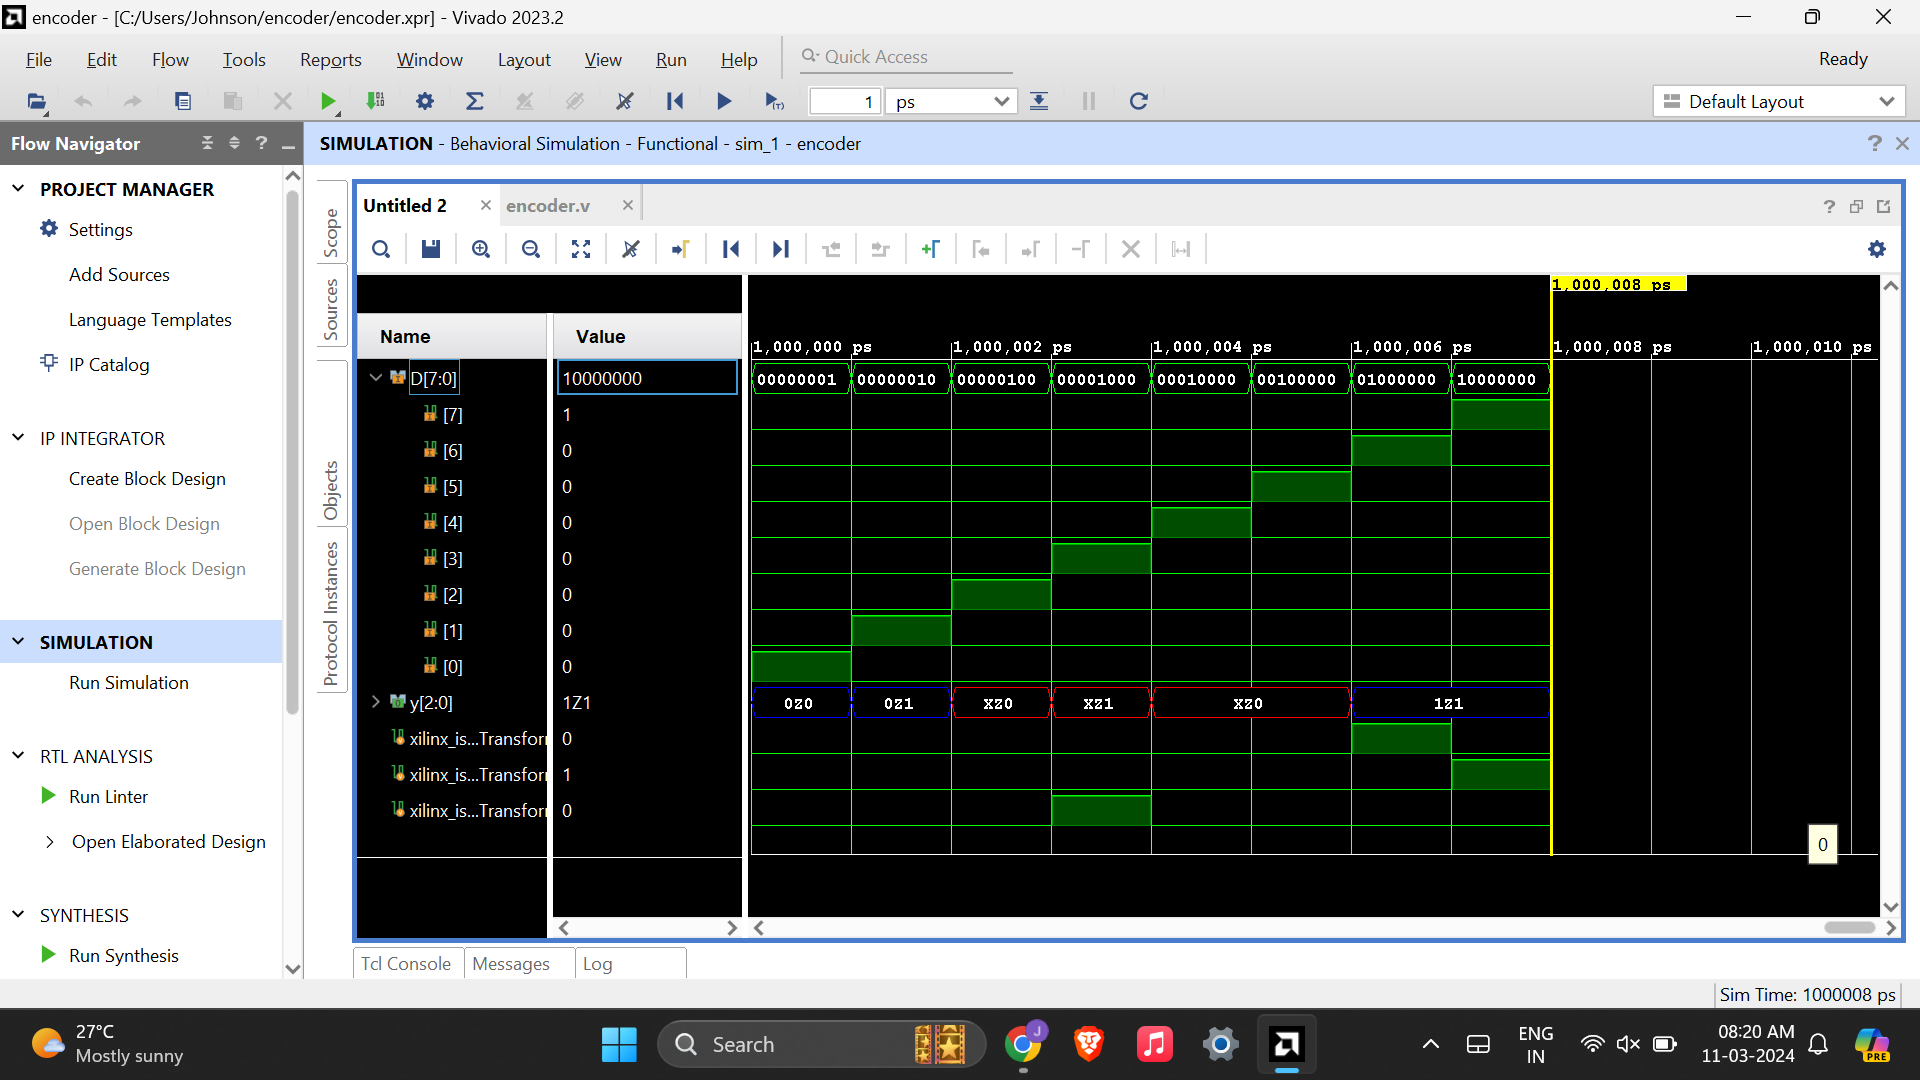 encoder - [C:/Users/Johnson/encoder/encoder.xpr] - Vivado 2023.2
File Edit Flow Tools Reports Window Layout View Run Help Quick Access Ready
1 ps Default Layout
Flow Navigator
SIMULATION - Behavioral Simulation - Functional - sim_1 - encoder
PROJECT MANAGER
Settings
Add Sources
Language Templates
IP Catalog
IP INTEGRATOR
Create Block Design
Open Block Design
Generate Block Design
SIMULATION
Run Simulation
RTL ANALYSIS
Run Linter
Open Elaborated Design
SYNTHESIS
Run Synthesis
Scope
Sources
Objects
Protocol Instances
Untitled 2 encoder.v
1,000,008 ps
Name Value
1,000,000 ps 1,000,002 ps 1,000,004 ps 1,000,006 ps 1,000,008 ps 1,000,010 ps
D[7:0] 10000000 00000001 00000010 00000100 00001000 00010000 00100000 01000000 10000000
[7] 1
[6] 0
[5] 0
[4] 0
[3] 0
[2] 0
[1] 0
[0] 0
y[2:0] 1Z1 0Z0 0Z1 XZ0 XZ1 XZ0 1Z1
xilinx_is...Transfor 0
xilinx_is...Transfor 1
xilinx_is...Transfor 0
0
Tcl Console Messages Log
Sim Time: 1000008 ps
27°C
Mostly sunny
Search
J
PRE
ENG
IN
08:20 AM
11-03-2024